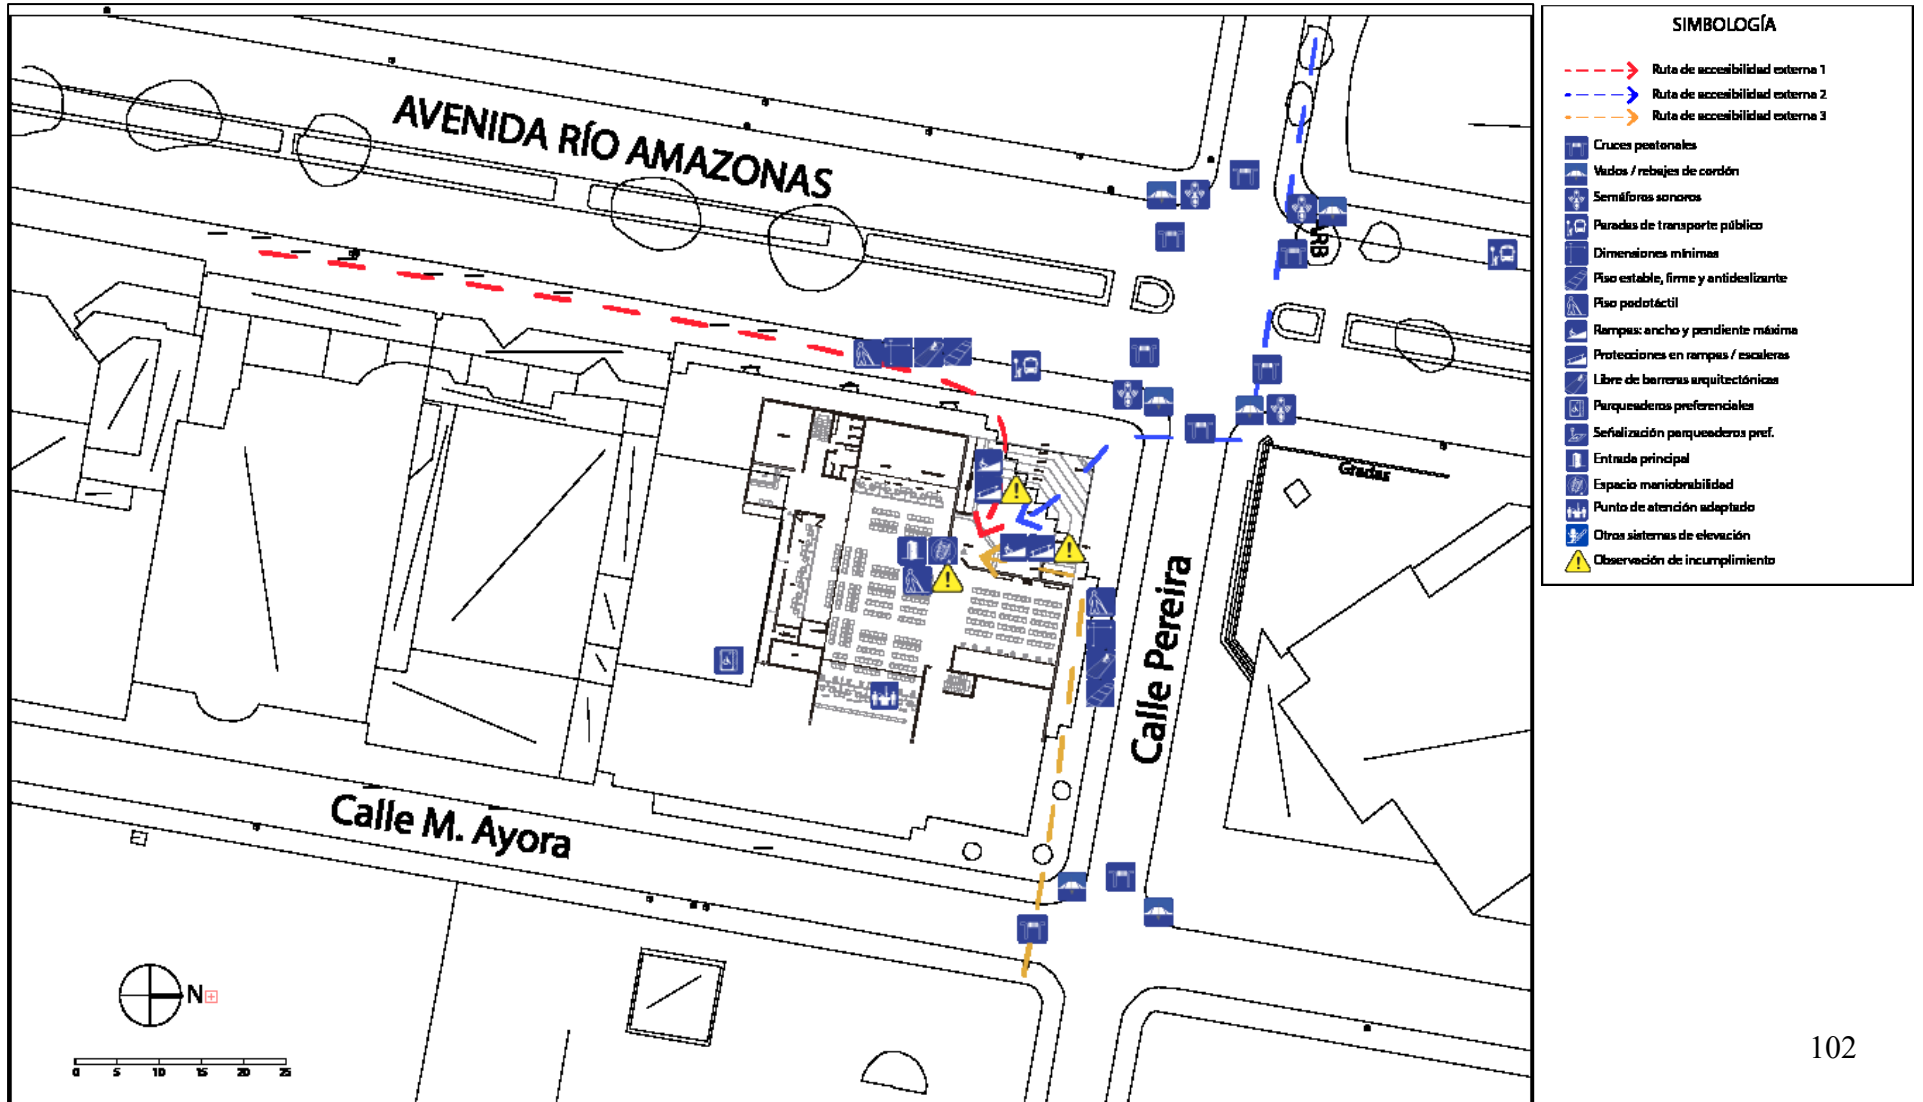 AVENIDA RÍO AMAZONAS
ARB
Gradas
Calle Pereira
Calle M. Ayora
N
0 5 10 15 20 25
SIMBOLOGÍA
Ruta de accesibilidad externa 1
Ruta de accesibilidad externa 2
Ruta de accesibilidad externa 3
Cruces peatonales
Vados / rebajes de cordón
Semáforos sonoros
Paradas de transporte público
Dimensiones mínimas
Piso estable, firme y antideslizante
Piso podotáctil
Rampas: ancho y pendiente máxima
Protecciones en rampas / escaleras
Libre de barreras arquitectónicas
Parqueaderos preferenciales
Señalización parqueaderos pref.
Entrada principal
Espacio maniobrabilidad
Punto de atención adaptado
Otros sistemas de elevación
Observación de incumplimiento
102